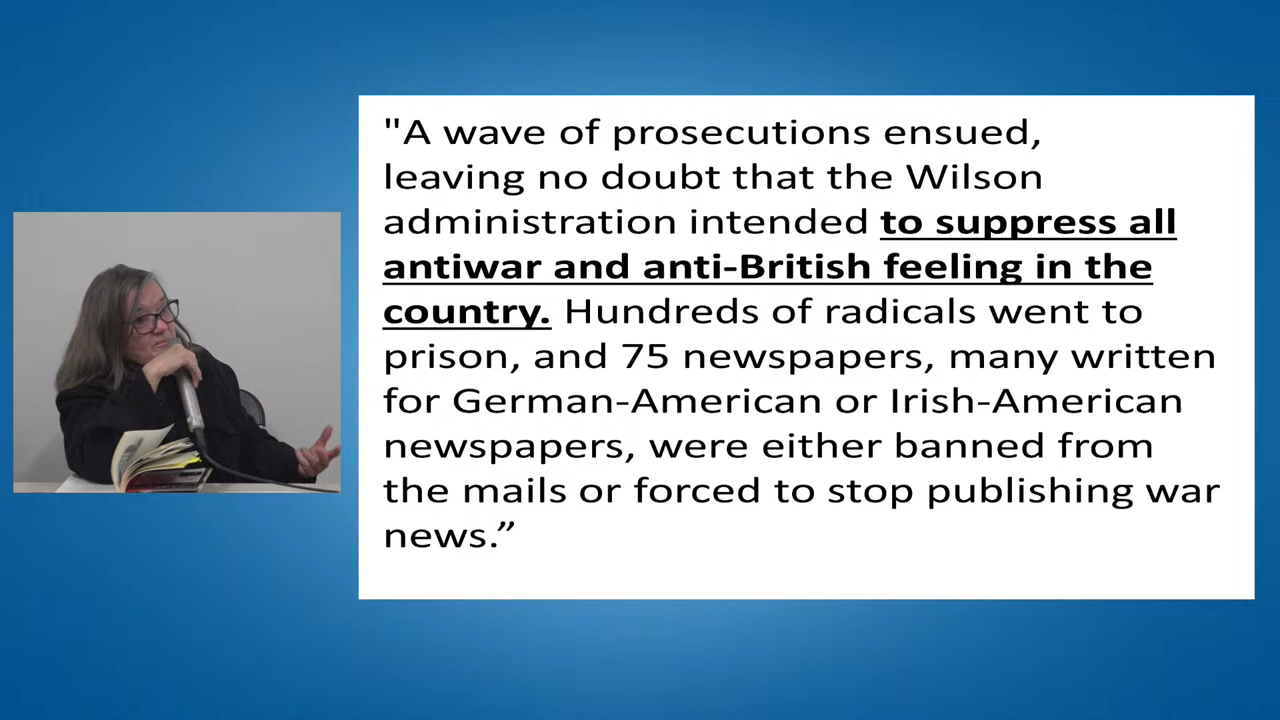 "A wave of prosecutions ensued,
leaving no doubt that the Wilson
administration intended to suppress all
antiwar and anti-British feeling in the
country. Hundreds of radicals went to
prison, and 75 newspapers, many written
for German-American or Irish-American
newspapers, were either banned from
the mails or forced to stop publishing war
news.”